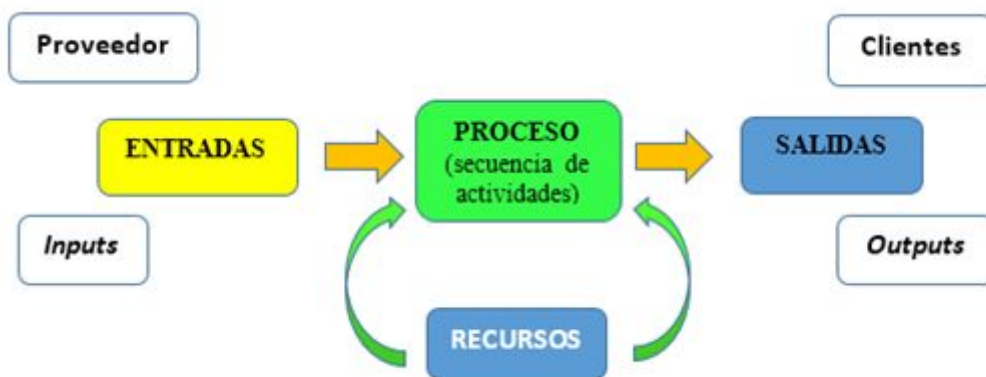 Proveedor
Clientes
ENTRADAS
PROCESO
(secuencia de
actividades)
SALIDAS
Inputs
Outputs
RECURSOS